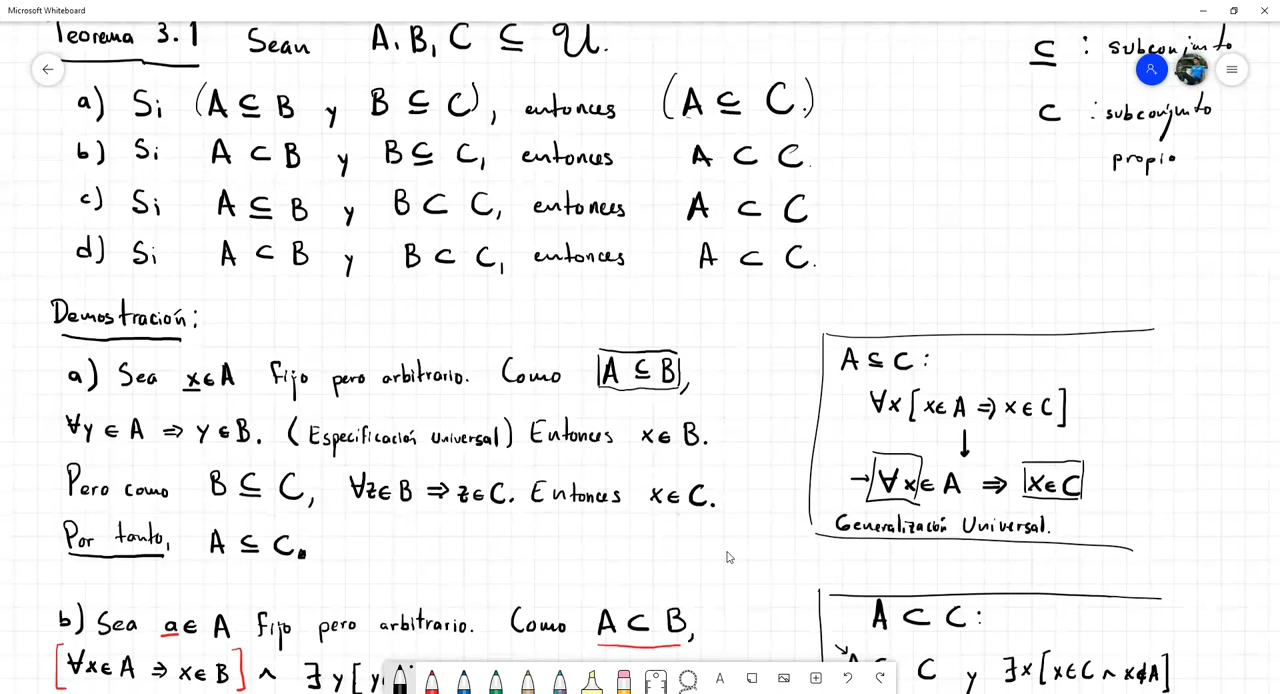 Microsoft Whiteboard
Teorema 3.1 Sean A, B, C ⊆ 𝒰.
⊆ : subconjunto
a) Si (A ⊆ B y B ⊆ C), entonces (A ⊆ C.)
⊂ : subconjunto
b) Si A ⊂ B y B ⊆ C, entonces A ⊂ C.
propio
c) Si A ⊆ B y B ⊂ C, entonces A ⊂ C
d) Si A ⊂ B y B ⊂ C, entonces A ⊂ C.
Demostración:
a) Sea x ∈ A Fijo pero arbitrario. Como A ⊆ B,
∀y ∈ A ⇒ y ∈ B. (Especificación Universal) Entonces x ∈ B.
Pero como B ⊆ C, ∀z ∈ B ⇒ z ∈ C. Entonces x ∈ C.
Por tanto, A ⊆ C.
A ⊆ C:
∀x [x ∈ A ⇒ x ∈ C]
↓
→ ∀x ∈ A ⇒ x ∈ C
Generalización Universal.
b) Sea a ∈ A Fijo pero arbitrario. Como A ⊂ B,
[∀x ∈ A ⇒ x ∈ B] ∧ ∃y [y
A ⊂ C:
A C y ∃x [x ∈ C ∧ x ∉ A]